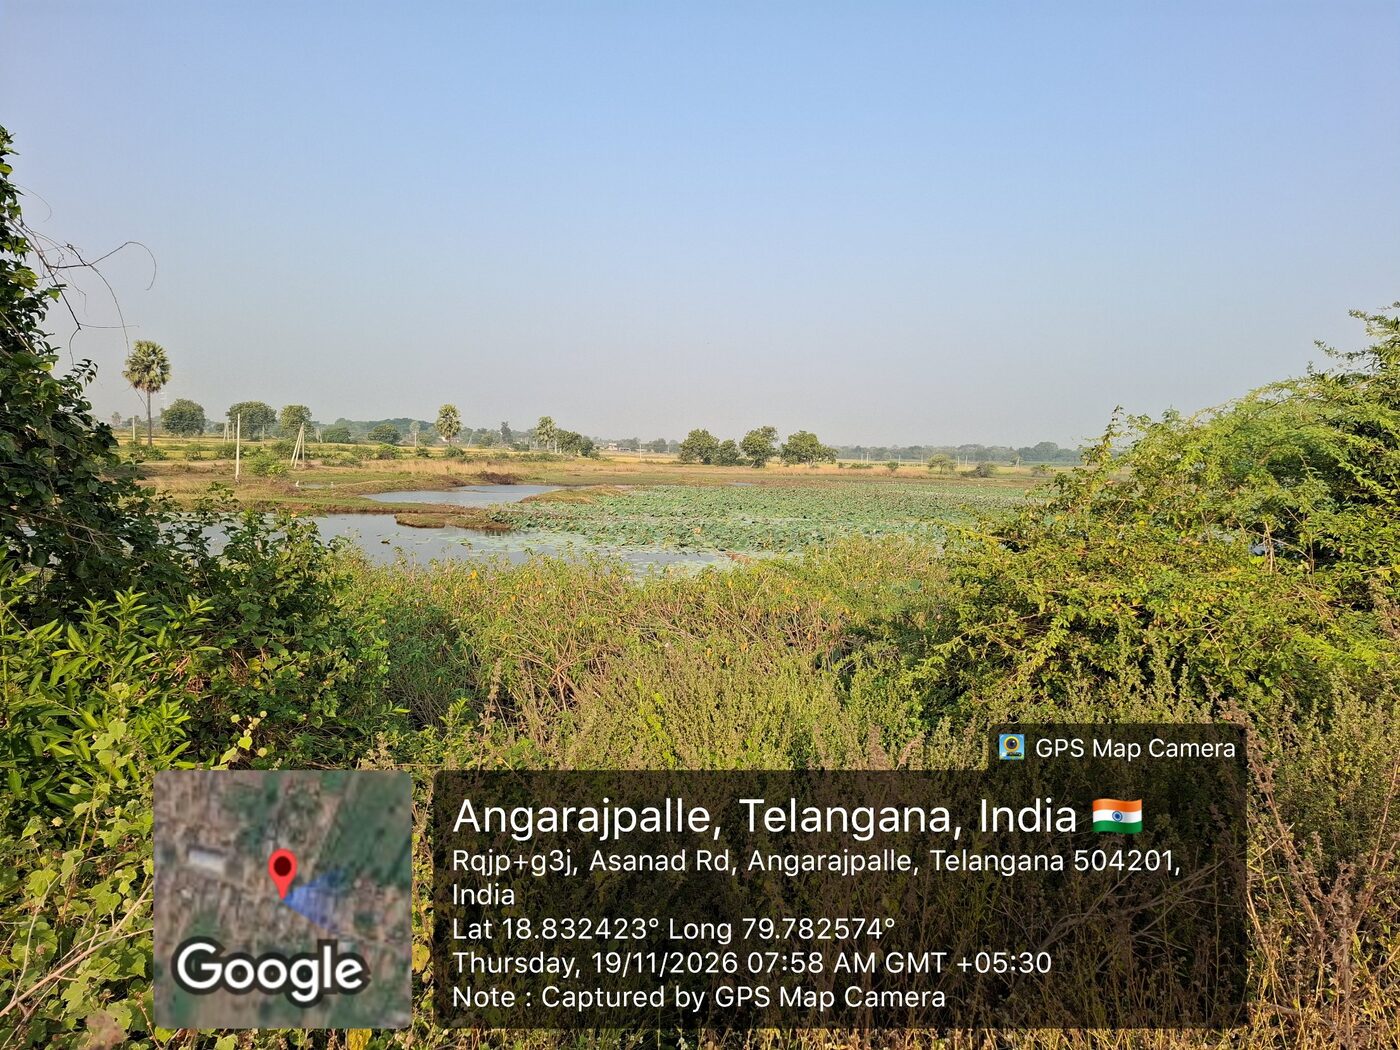 GPS Map Camera
Angarajpalle, Telangana, India 🇮🇳
Rqjp+g3j, Asanad Rd, Angarajpalle, Telangana 504201,
India
Lat 18.832423° Long 79.782574°
Thursday, 19/11/2026 07:58 AM GMT +05:30
Note : Captured by GPS Map Camera
Google